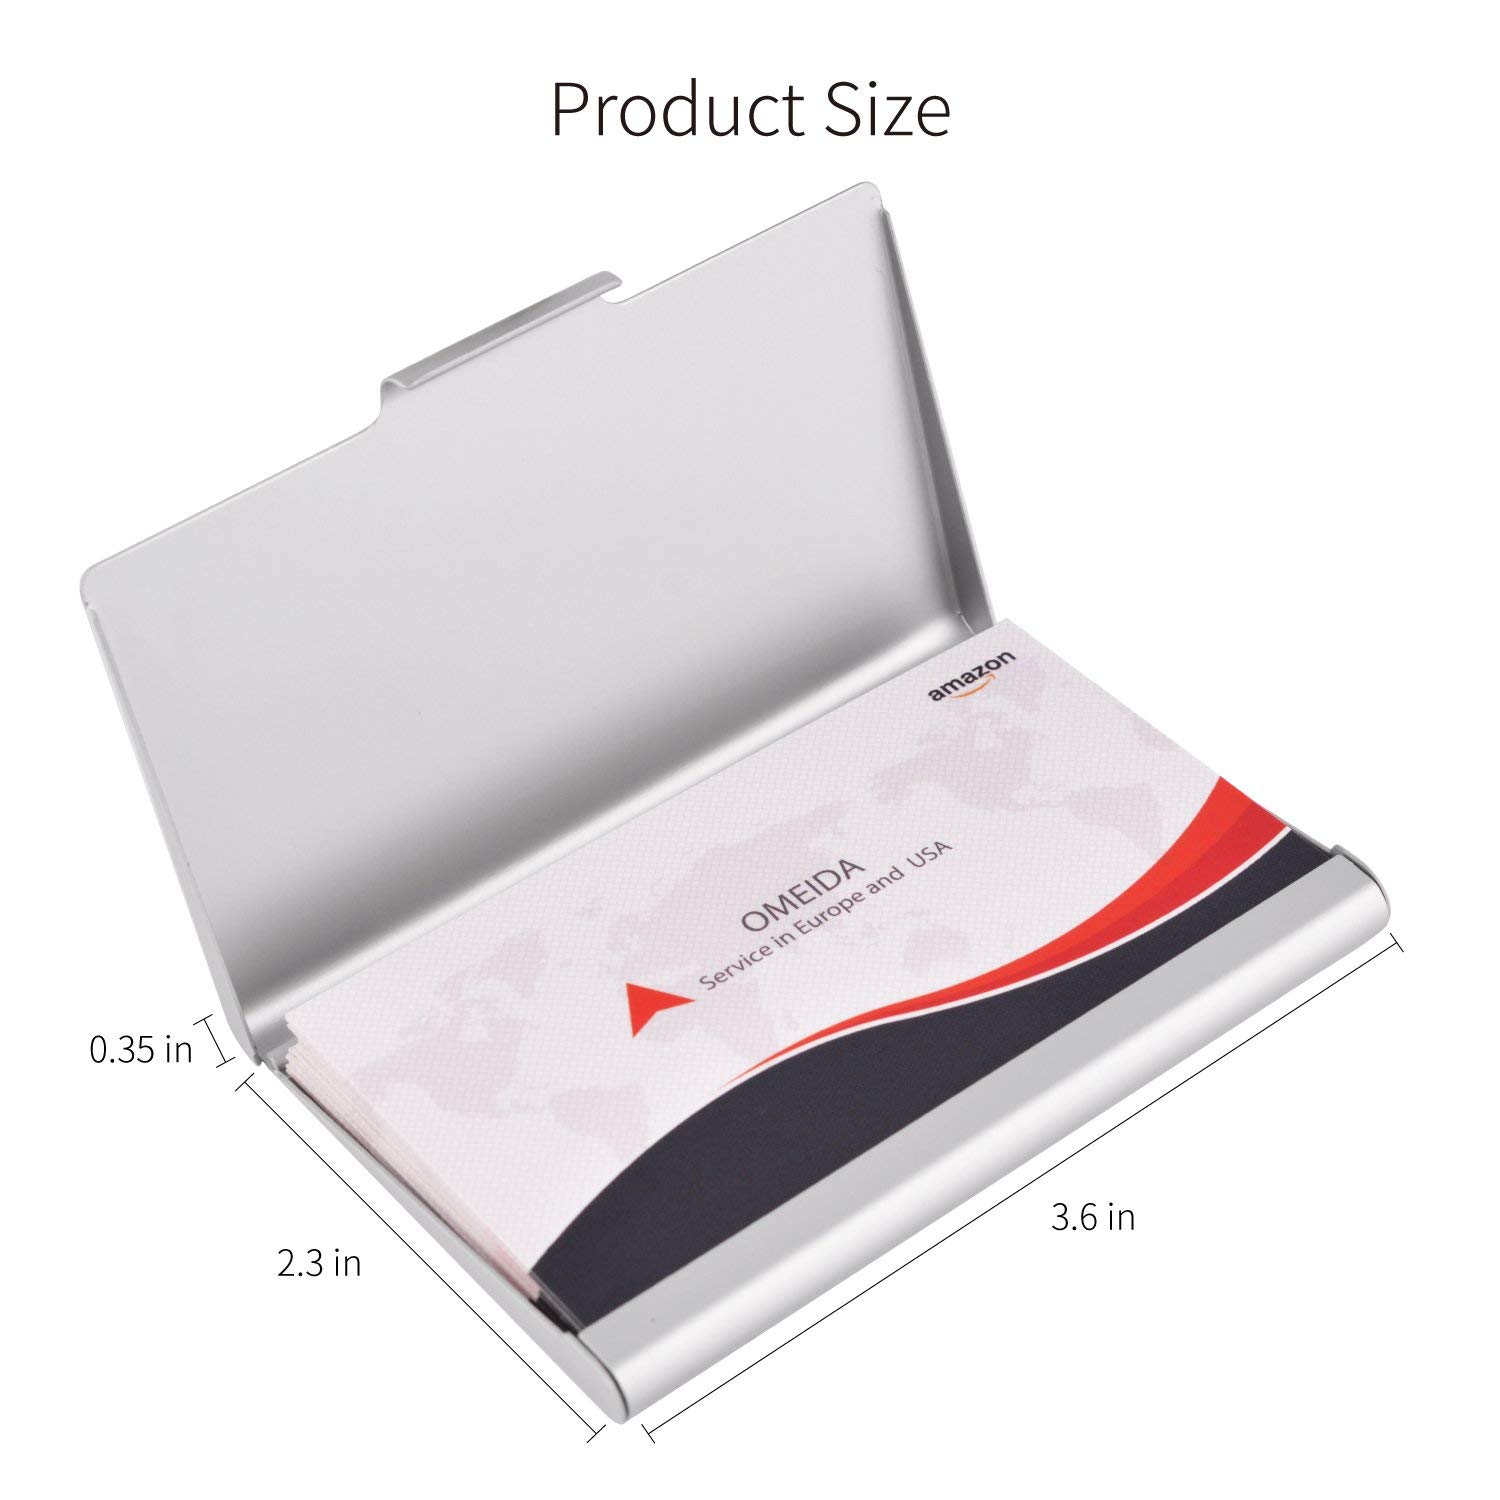 Product Size
amazon
OMEIDA
Service in Europe and USA
0.35 in
2.3 in
3.6 in